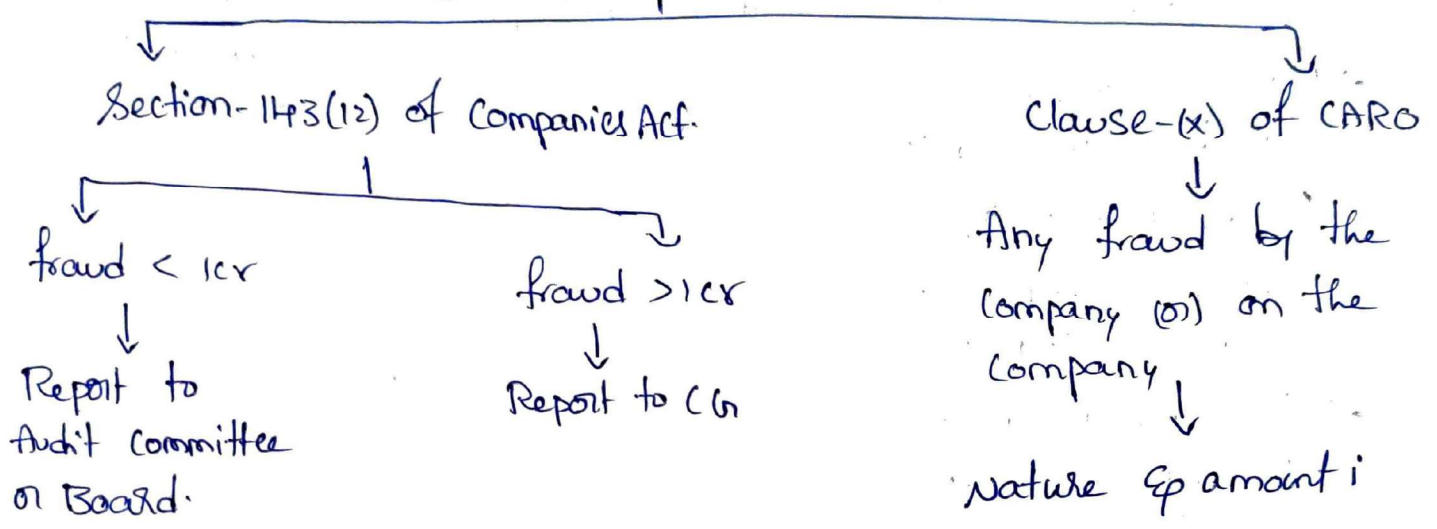 Section-143(12) of Companies Act.
Clause-(x) of CARO
fraud < 1cr
fraud >1cr
Any fraud by the
Company (or) on the
Company
Report to
Audit Committee
or Board.
Report to CG
Nature & amount i